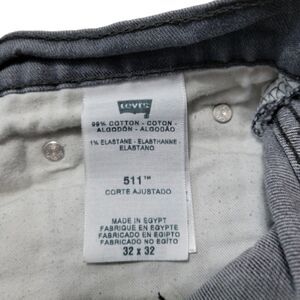 Levi's
99% COTTON - COTON -
ALGODON - ALGODÃO
1% ELASTANE - ELASTHANNE -
ELASTANO
511™
CORTE AJUSTADO
MADE IN EGYPT
FABRIQUE EN EGYPTE
FABRICADO EN EGIPTO
FABRICADO NO EGITO
32 x 32